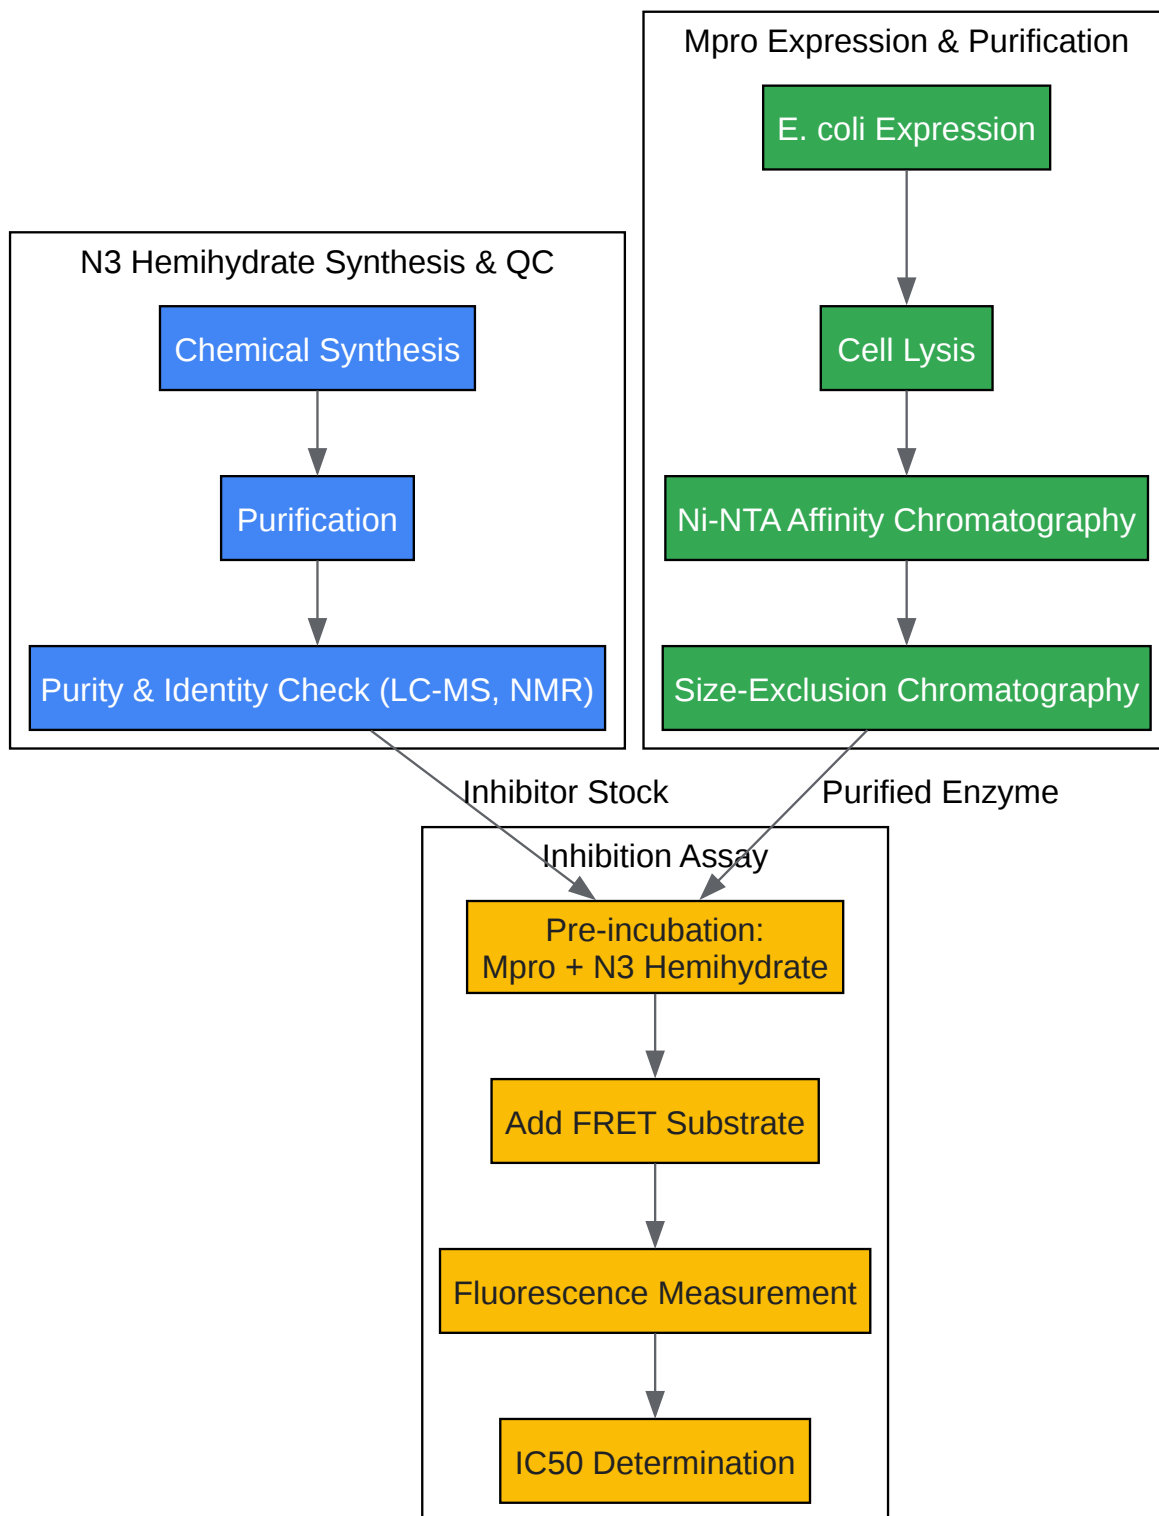 Mpro Expression & Purification
E. coli Expression
N3 Hemihydrate Synthesis & QC
Chemical Synthesis
Cell Lysis
Purification
Ni-NTA Affinity Chromatography
Purity & Identity Check (LC-MS, NMR)
Size-Exclusion Chromatography
Inhibitor Stock
Purified Enzyme
Inhibition Assay
Pre-incubation:
Mpro + N3 Hemihydrate
Add FRET Substrate
Fluorescence Measurement
IC50 Determination